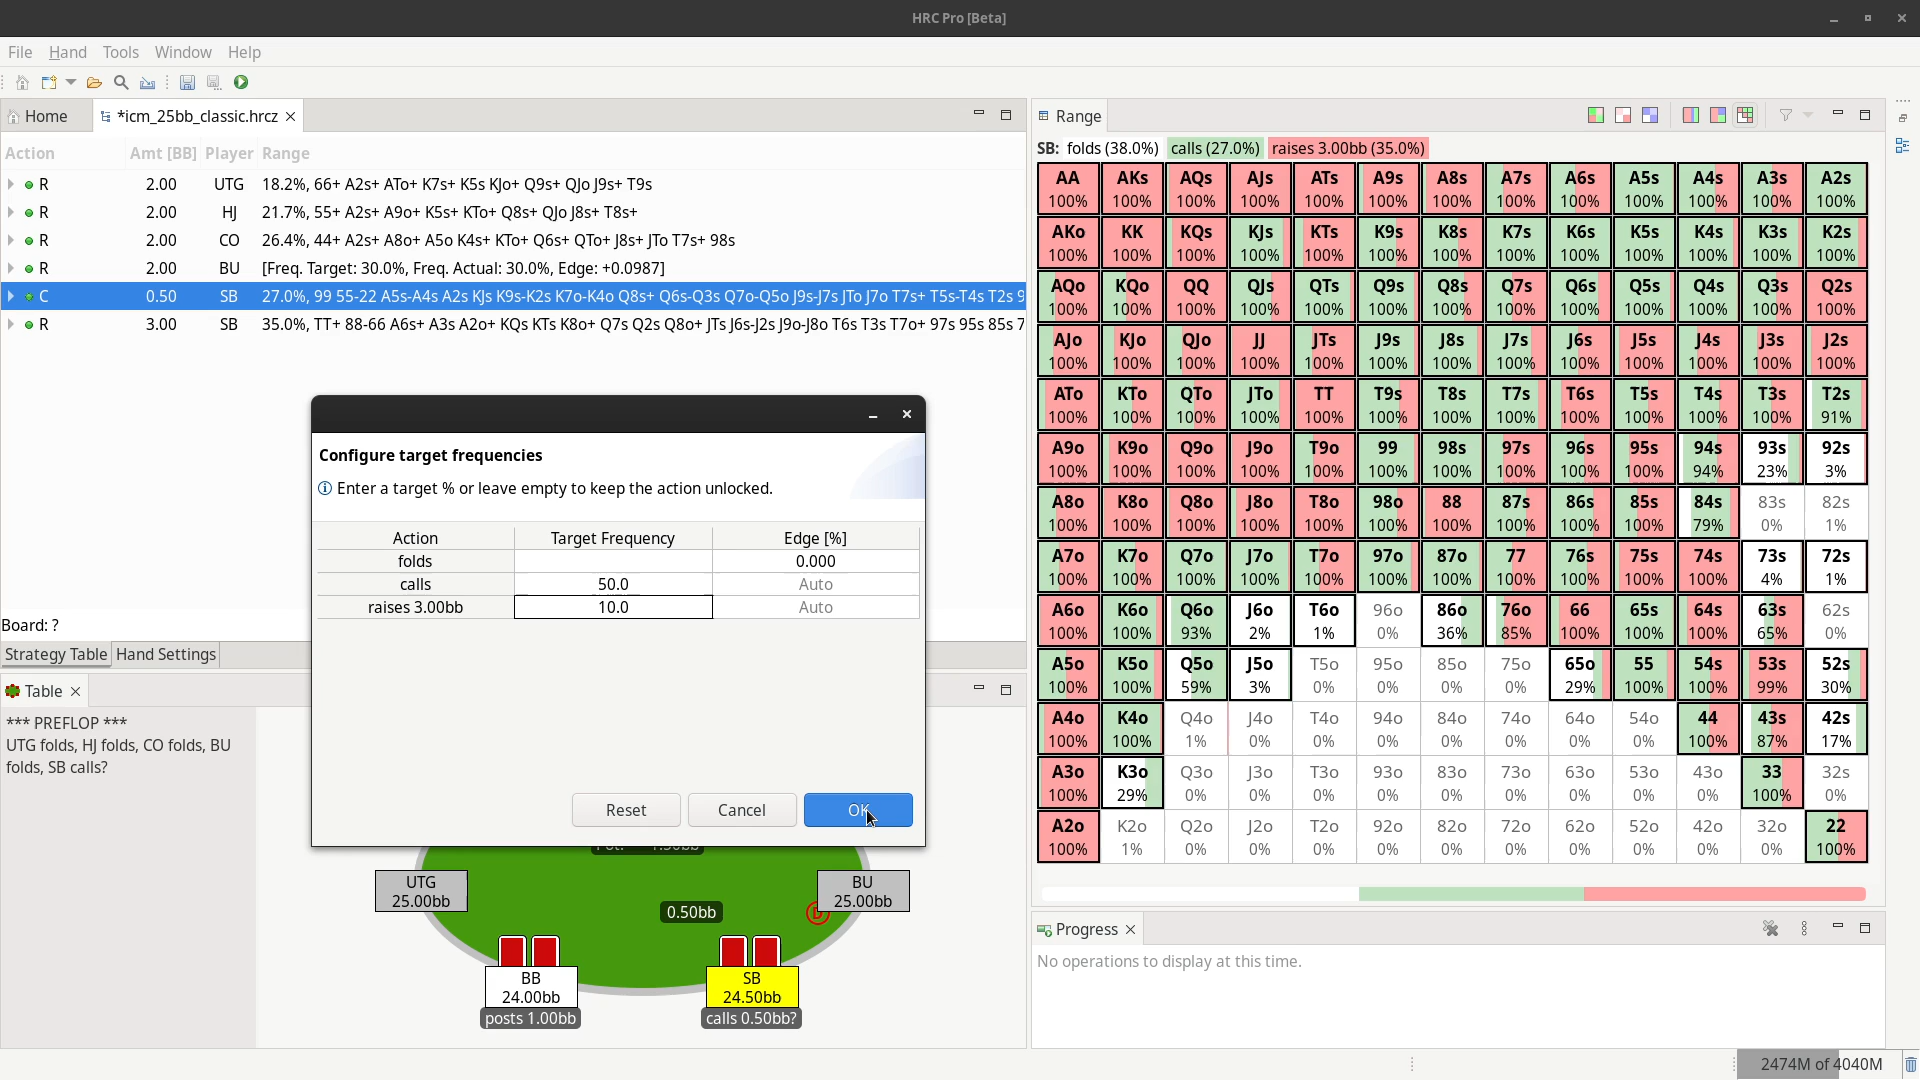 HRC Pro [Beta]
File Hand Tools Window Help
Home *icm_25bb_classic.hrcz
Action Amt [BB] Player Range
R 2.00 UTG 18.2%, 66+ A2s+ ATo+ K7s+ K5s KJo+ Q9s+ QJo J9s+ T9s
R 2.00 HJ 21.7%, 55+ A2s+ A9o+ K5s+ KTo+ Q8s+ QJo J8s+ T8s+
R 2.00 CO 26.4%, 44+ A2s+ A8o+ A5o K4s+ KTo+ Q6s+ QTo+ J8s+ JTo T7s+ 98s
R 2.00 BU [Freq. Target: 30.0%, Freq. Actual: 30.0%, Edge: +0.0987]
C 0.50 SB 27.0%, 99 55-22 A5s-A4s A2s KJs K9s-K2s K7o-K4o Q8s+ Q6s-Q3s Q7o-Q5o J9s-J7s JTo J7o T7s+ T5s-T4s T2s 9
R 3.00 SB 35.0%, TT+ 88-66 A6s+ A3s A2o+ KQs KTs K8o+ Q7s Q2s Q8o+ JTs J6s-J2s J9o-J8o T6s T3s T7o+ 97s 95s 85s 7
Configure target frequencies
Enter a target % or leave empty to keep the action unlocked.
Action Target Frequency Edge [%]
folds 0.000
calls 50.0 Auto
raises 3.00bb 10.0 Auto
Reset Cancel OK
Board: ?
Strategy Table Hand Settings
Table
*** PREFLOP ***
UTG folds, HJ folds, CO folds, BU
folds, SB calls?
UTG
25.00bb
BU
25.00bb
0.50bb
D
BB
24.00bb
posts 1.00bb
SB
24.50bb
calls 0.50bb?
Range
SB: folds (38.0%) calls (27.0%) raises 3.00bb (35.0%)
AA AKs AQs AJs ATs A9s A8s A7s A6s A5s A4s A3s A2s
100% 100% 100% 100% 100% 100% 100% 100% 100% 100% 100% 100% 100%
AKo KK KQs KJs KTs K9s K8s K7s K6s K5s K4s K3s K2s
100% 100% 100% 100% 100% 100% 100% 100% 100% 100% 100% 100% 100%
AQo KQo QQ QJs QTs Q9s Q8s Q7s Q6s Q5s Q4s Q3s Q2s
100% 100% 100% 100% 100% 100% 100% 100% 100% 100% 100% 100% 100%
AJo KJo QJo JJ JTs J9s J8s J7s J6s J5s J4s J3s J2s
100% 100% 100% 100% 100% 100% 100% 100% 100% 100% 100% 100% 100%
ATo KTo QTo JTo TT T9s T8s T7s T6s T5s T4s T3s T2s
100% 100% 100% 100% 100% 100% 100% 100% 100% 100% 100% 100% 91%
A9o K9o Q9o J9o T9o 99 98s 97s 96s 95s 94s 93s 92s
100% 100% 100% 100% 100% 100% 100% 100% 100% 100% 94% 23% 3%
A8o K8o Q8o J8o T8o 98o 88 87s 86s 85s 84s 83s 82s
100% 100% 100% 100% 100% 100% 100% 100% 100% 100% 79% 0% 1%
A7o K7o Q7o J7o T7o 97o 87o 77 76s 75s 74s 73s 72s
100% 100% 100% 100% 100% 100% 100% 100% 100% 100% 100% 4% 1%
A6o K6o Q6o J6o T6o 96o 86o 76o 66 65s 64s 63s 62s
100% 100% 93% 2% 1% 0% 36% 85% 100% 100% 100% 65% 0%
A5o K5o Q5o J5o T5o 95o 85o 75o 65o 55 54s 53s 52s
100% 100% 59% 3% 0% 0% 0% 0% 29% 100% 100% 99% 30%
A4o K4o Q4o J4o T4o 94o 84o 74o 64o 54o 44 43s 42s
100% 100% 1% 0% 0% 0% 0% 0% 0% 0% 100% 87% 17%
A3o K3o Q3o J3o T3o 93o 83o 73o 63o 53o 43o 33 32s
100% 29% 0% 0% 0% 0% 0% 0% 0% 0% 0% 100% 0%
A2o K2o Q2o J2o T2o 92o 82o 72o 62o 52o 42o 32o 22
100% 1% 0% 0% 0% 0% 0% 0% 0% 0% 0% 0% 100%
Progress
No operations to display at this time.
2474M of 4040M